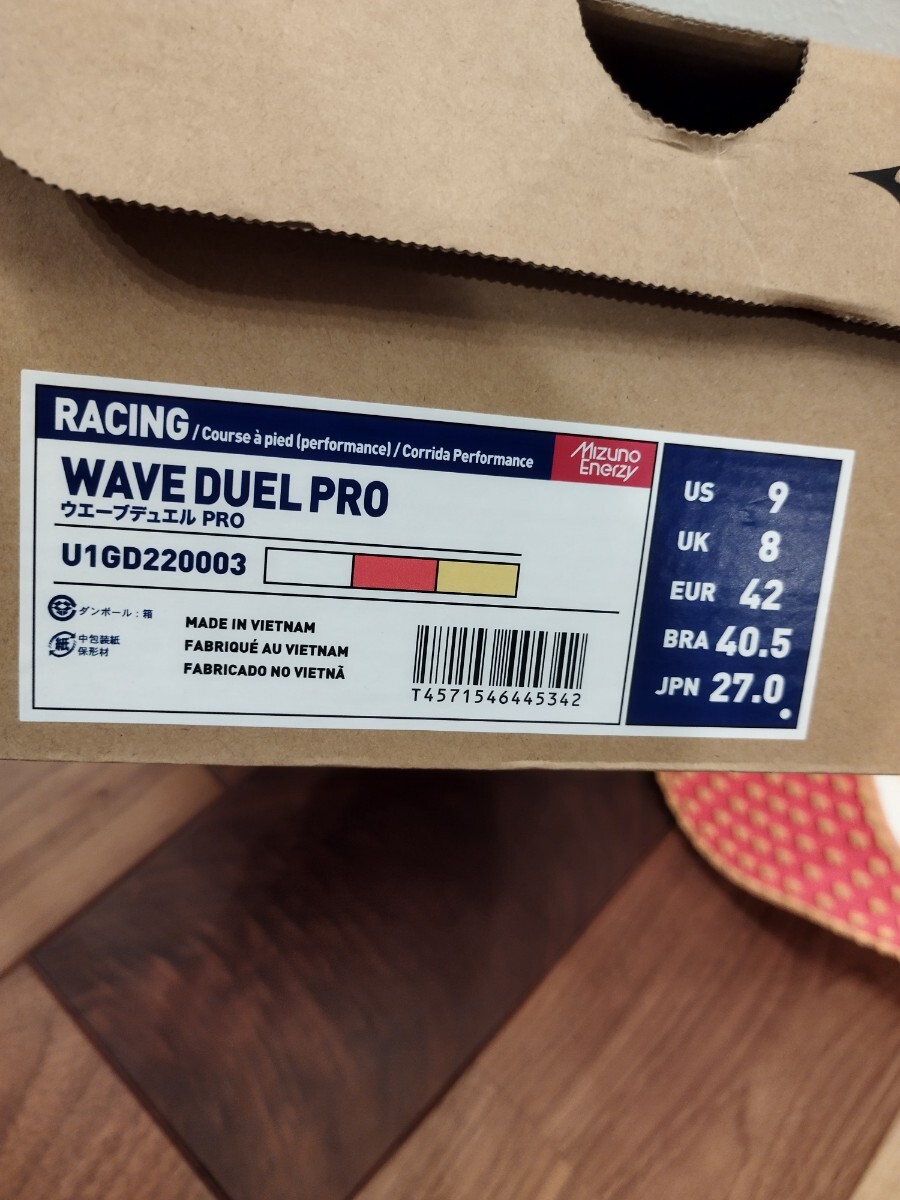 RACING / Course à pied (performance) / Corrida Performance
Mizuno
Enerzy
WAVE DUEL PRO
ウエーブデュエル PRO
U1GD220003
ダンボール：箱
紙 中包装紙
保形材
MADE IN VIETNAM
FABRIQUÉ AU VIETNAM
FABRICADO NO VIETNÃ
T4571546445342
US 9
UK 8
EUR 42
BRA 40.5
JPN 27.0